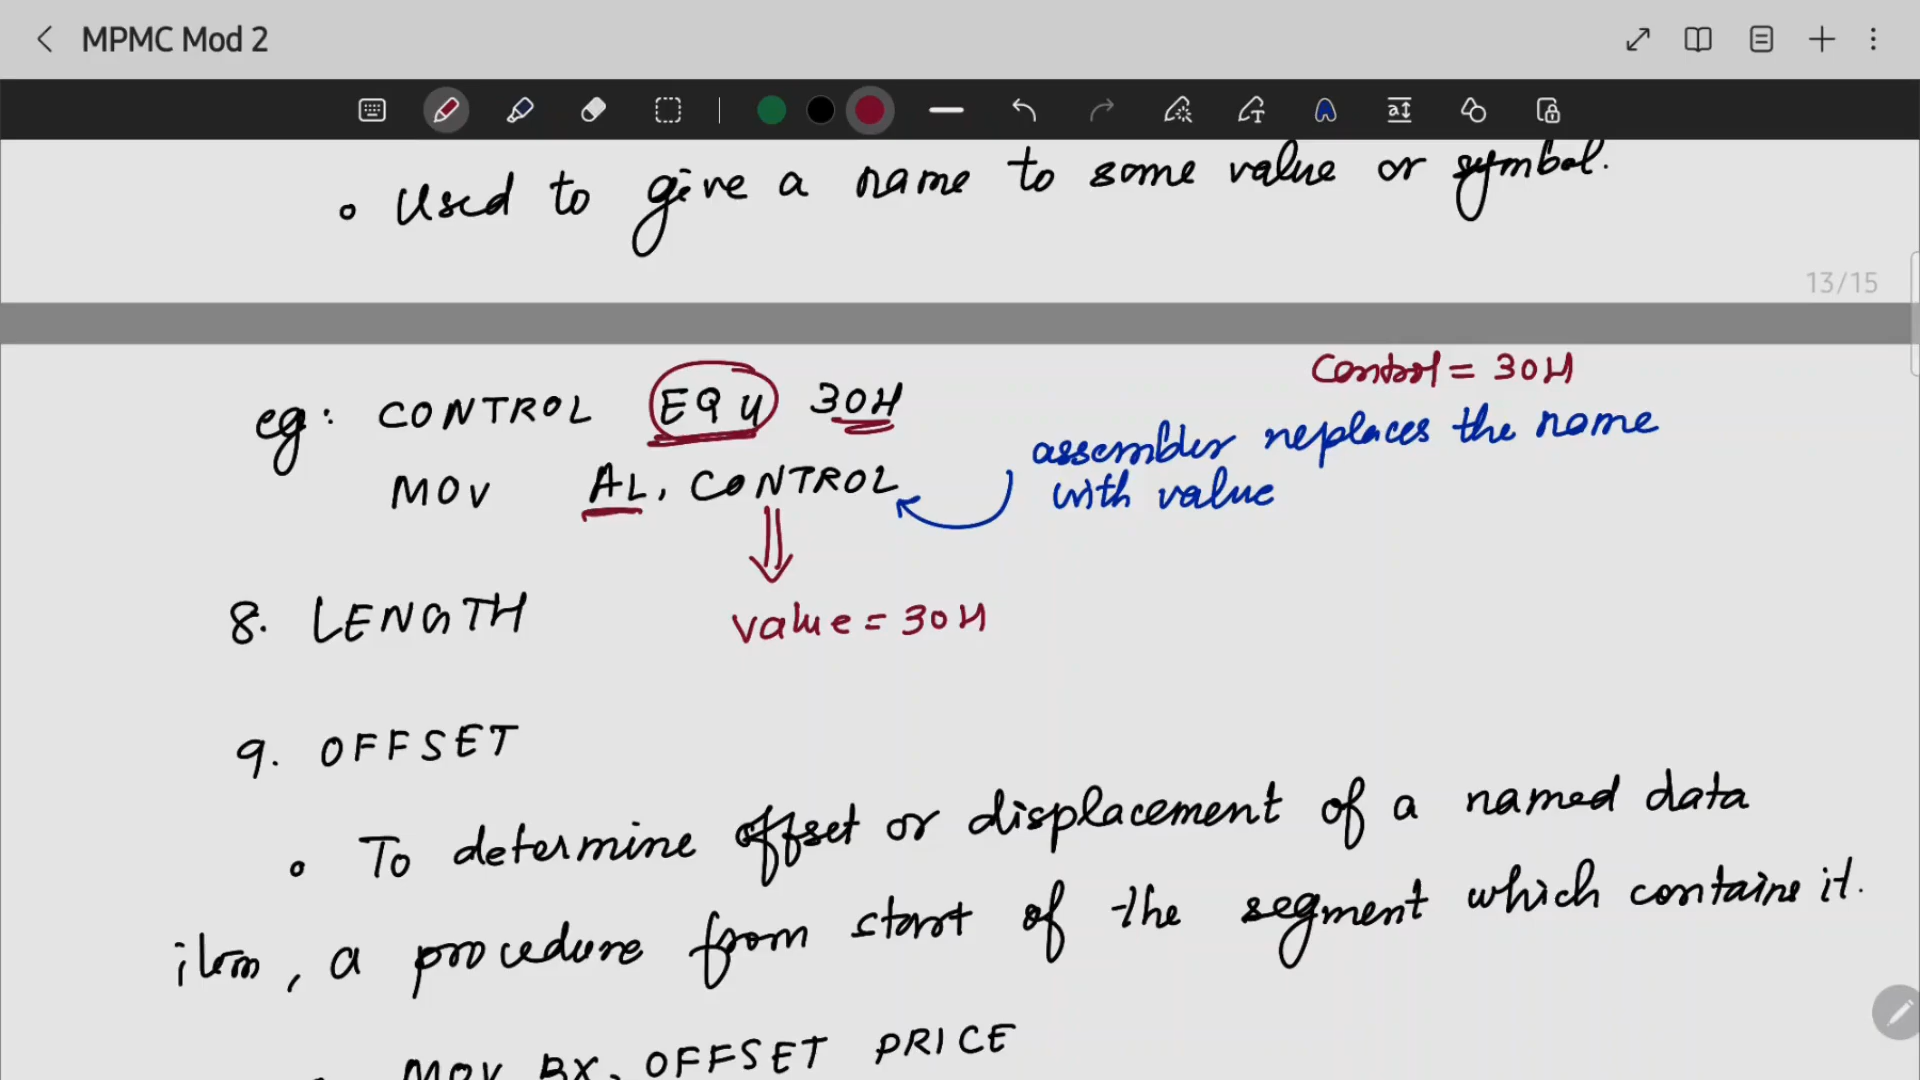 MPMC Mod 2
• Used to give a name to some value or symbol.
13/15
Control = 30H
eg: CONTROL EQU 30H
assembler replaces the name
with value
MOV AL, CONTROL
8. LENGTH
value = 30H
9. OFFSET
• To determine offset or displacement of a named data
item, a procedure from start of the segment which contains it.
MOV BX, OFFSET PRICE